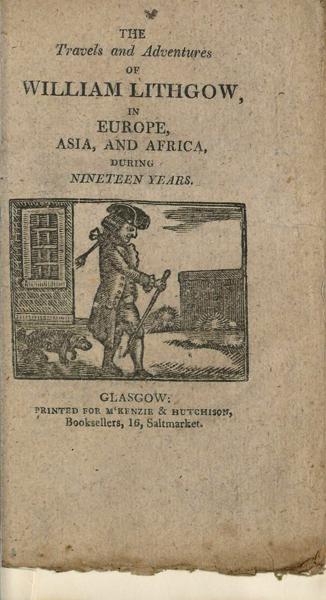 THE
Travels and Adventures
OF
WILLIAM LITHGOW,
IN
EUROPE,
ASIA, AND AFRICA,
DURING
NINETEEN YEARS.
GLASGOW:
PRINTED FOR MᶜKENZIE & HUTCHISON,
Booksellers, 16, Saltmarket.